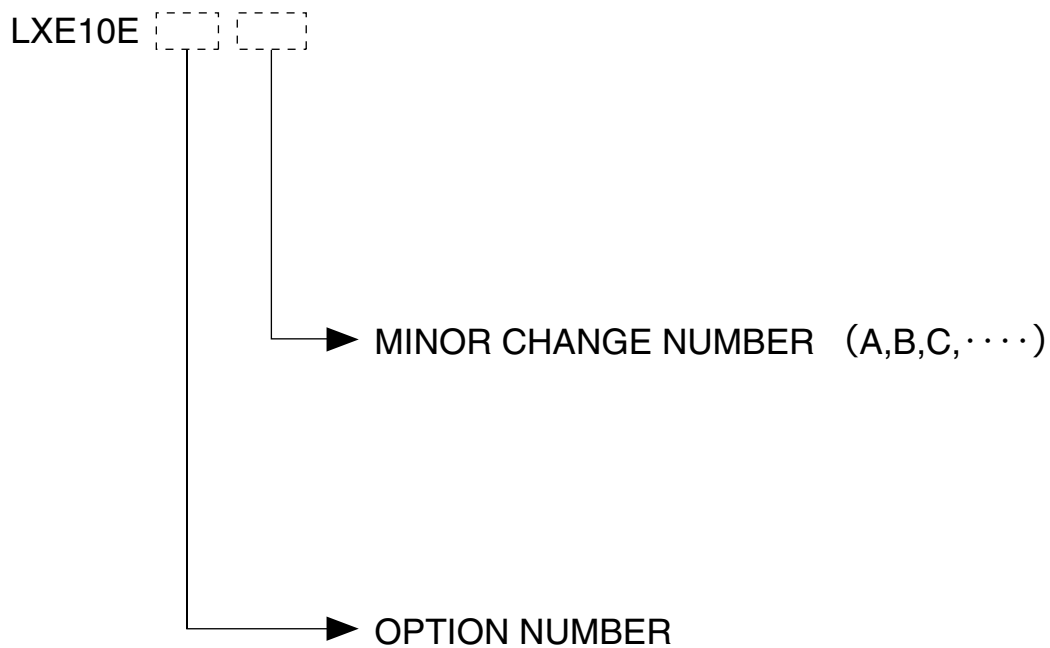 LXE10E
MINOR CHANGE NUMBER （A,B,C,····）
OPTION NUMBER